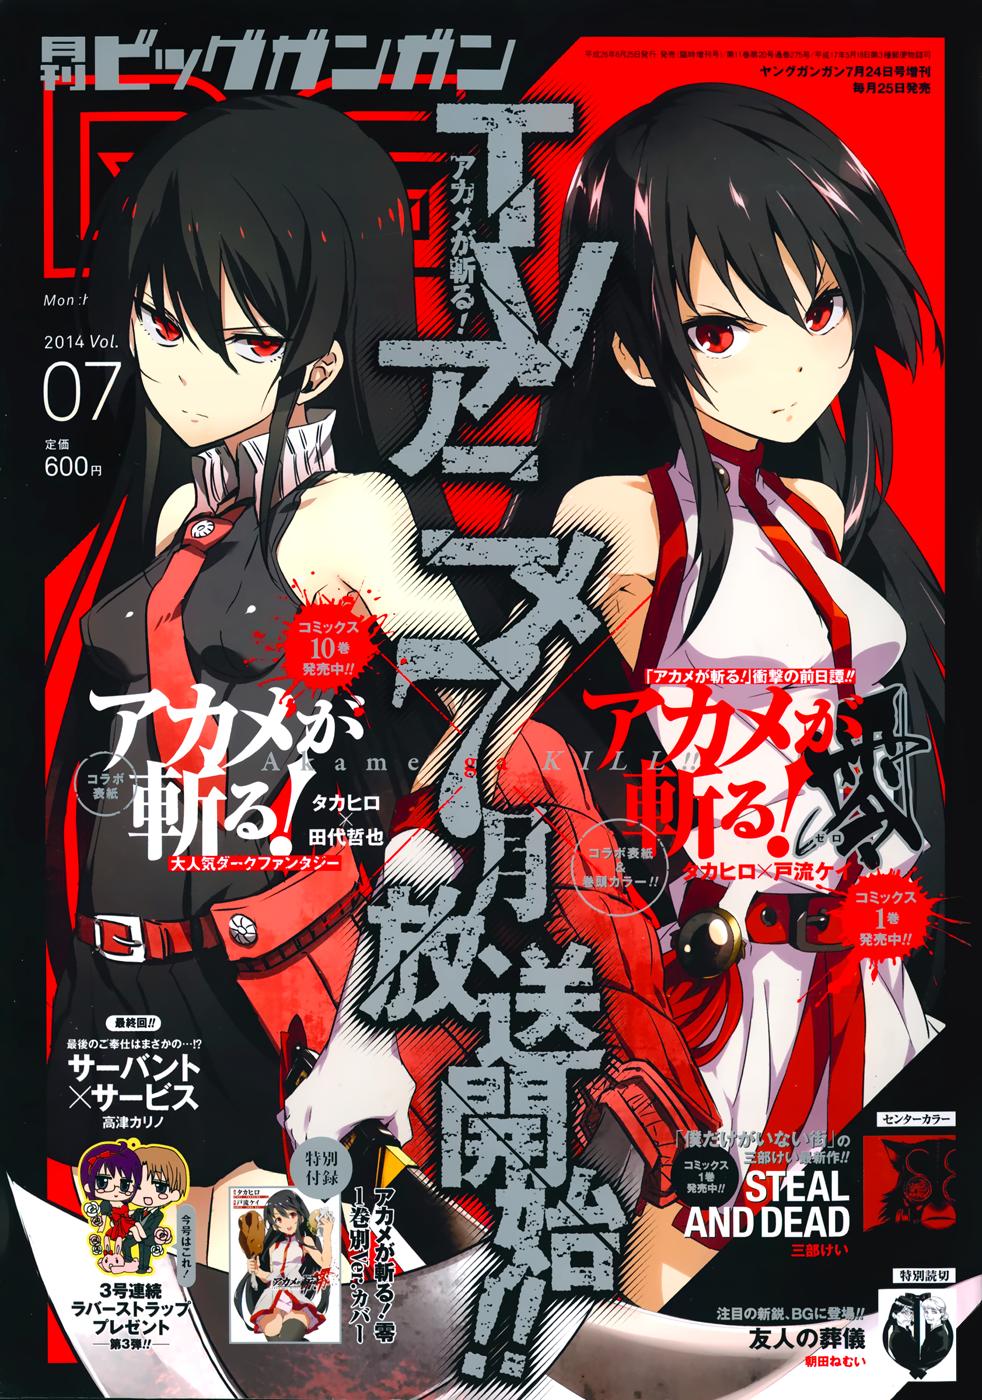 月刊ビッグガンガン
平成26年6月25日発行
ヤングガンガン7月24日号増刊
毎月25日発売
2014 Vol.
07
定価
600円
アカメが斬る!
TVアニメ7月放送開始!!
コミックス
10巻
発売中!!
アカメが
斬る!
コラボ
表紙
タカヒロ
×
田代哲也
大人気ダークファンタジー
Akame ga KILL!!
「アカメが斬る!」衝撃の前日譚!!
アカメが
斬る!零
ゼロ
コラボ表紙
&
巻頭カラー!!
タカヒロ×戸流ケイ
コミックス
1巻
発売中!!
最終回!!
最後のご奉仕はまさかの…!?
サーバント
×サービス
高津カリノ
今号はこれ!
3号連続
ラバーストラップ
プレゼント
第3弾!!
特別
付録
アカメが斬る!零
1巻別Ver.カバー
センターカラー
「僕だけがいない街」の
三部けい最新作!!
コミックス
1巻
発売中!!
STEAL
AND DEAD
三部けい
特別読切
注目の新鋭、BGに登場!!
友人の葬儀
朝田ねむい